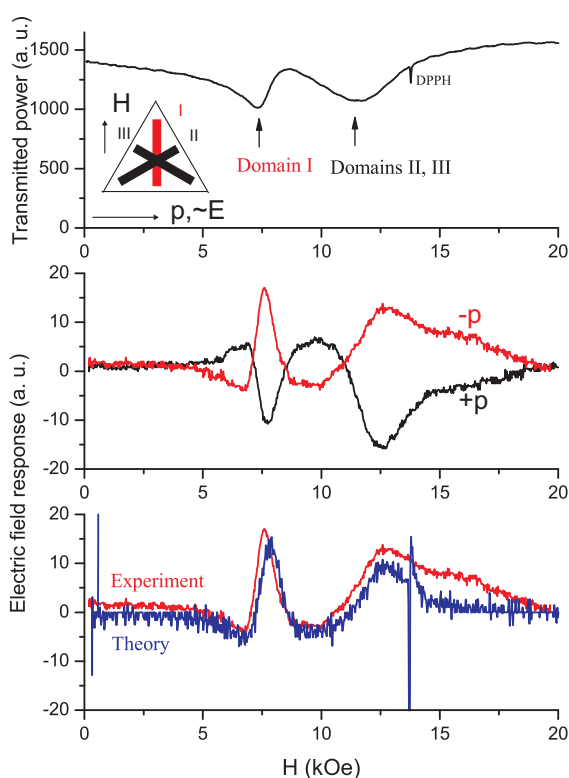 Transmitted power (a. u.)
1500
1000
500
0
H
I
III
II
p,~E
Domain I
Domains II, III
DPPH
0
5
10
15
20
Electric field response (a. u.)
20
10
0
-10
-20
-p
+p
0
5
10
15
20
20
10
0
-10
-20
Experiment
Theory
0
5
10
15
20
H (kOe)